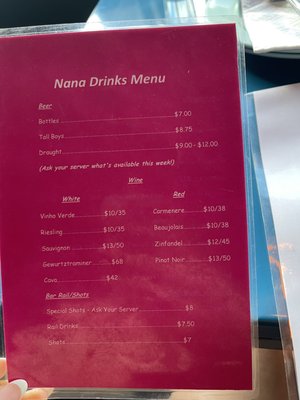 Nana Drinks Menu
Beer
Bottles $7.00
Tall Boys $8.75
Draught $9.00 - $12.00
(Ask your server what's available this week!)
Wine
White
Vinho Verde $10/35
Riesling $10/35
Sauvignon $13/50
Gewurtztraminer $68
Cava $42
Red
Carmenere $10/38
Beaujolais $10/38
Zinfandel $12/45
Pinot Noir $13/50
Bar Rail/Shots
Special Shots - Ask Your Server $8
Rail Drinks $7.50
Shots $7